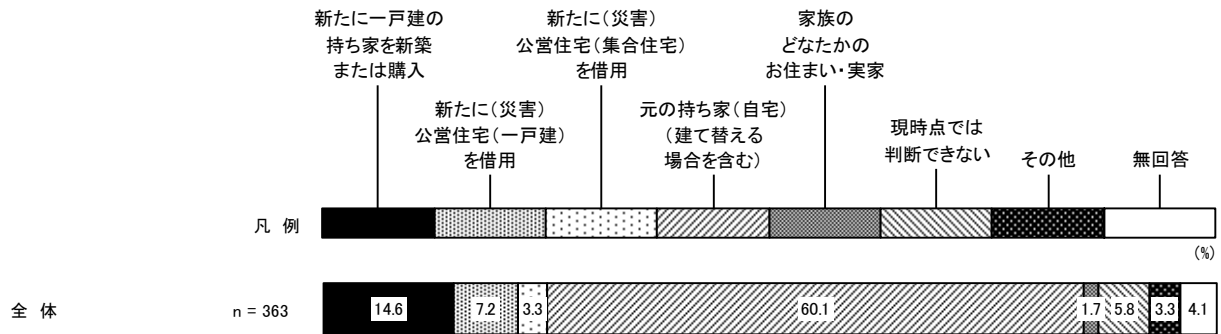 新たに一戸建の
持ち家を新築
または購入
新たに(災害)
公営住宅(一戸建)
を借用
新たに(災害)
公営住宅(集合住宅)
を借用
元の持ち家(自宅)
(建て替える
場合を含む)
家族の
どなたかの
お住まい・実家
現時点では
判断できない
その他
無回答
凡 例
(%)
全 体 n = 363 14.6 7.2 3.3 60.1 1.7 5.8 3.3 4.1